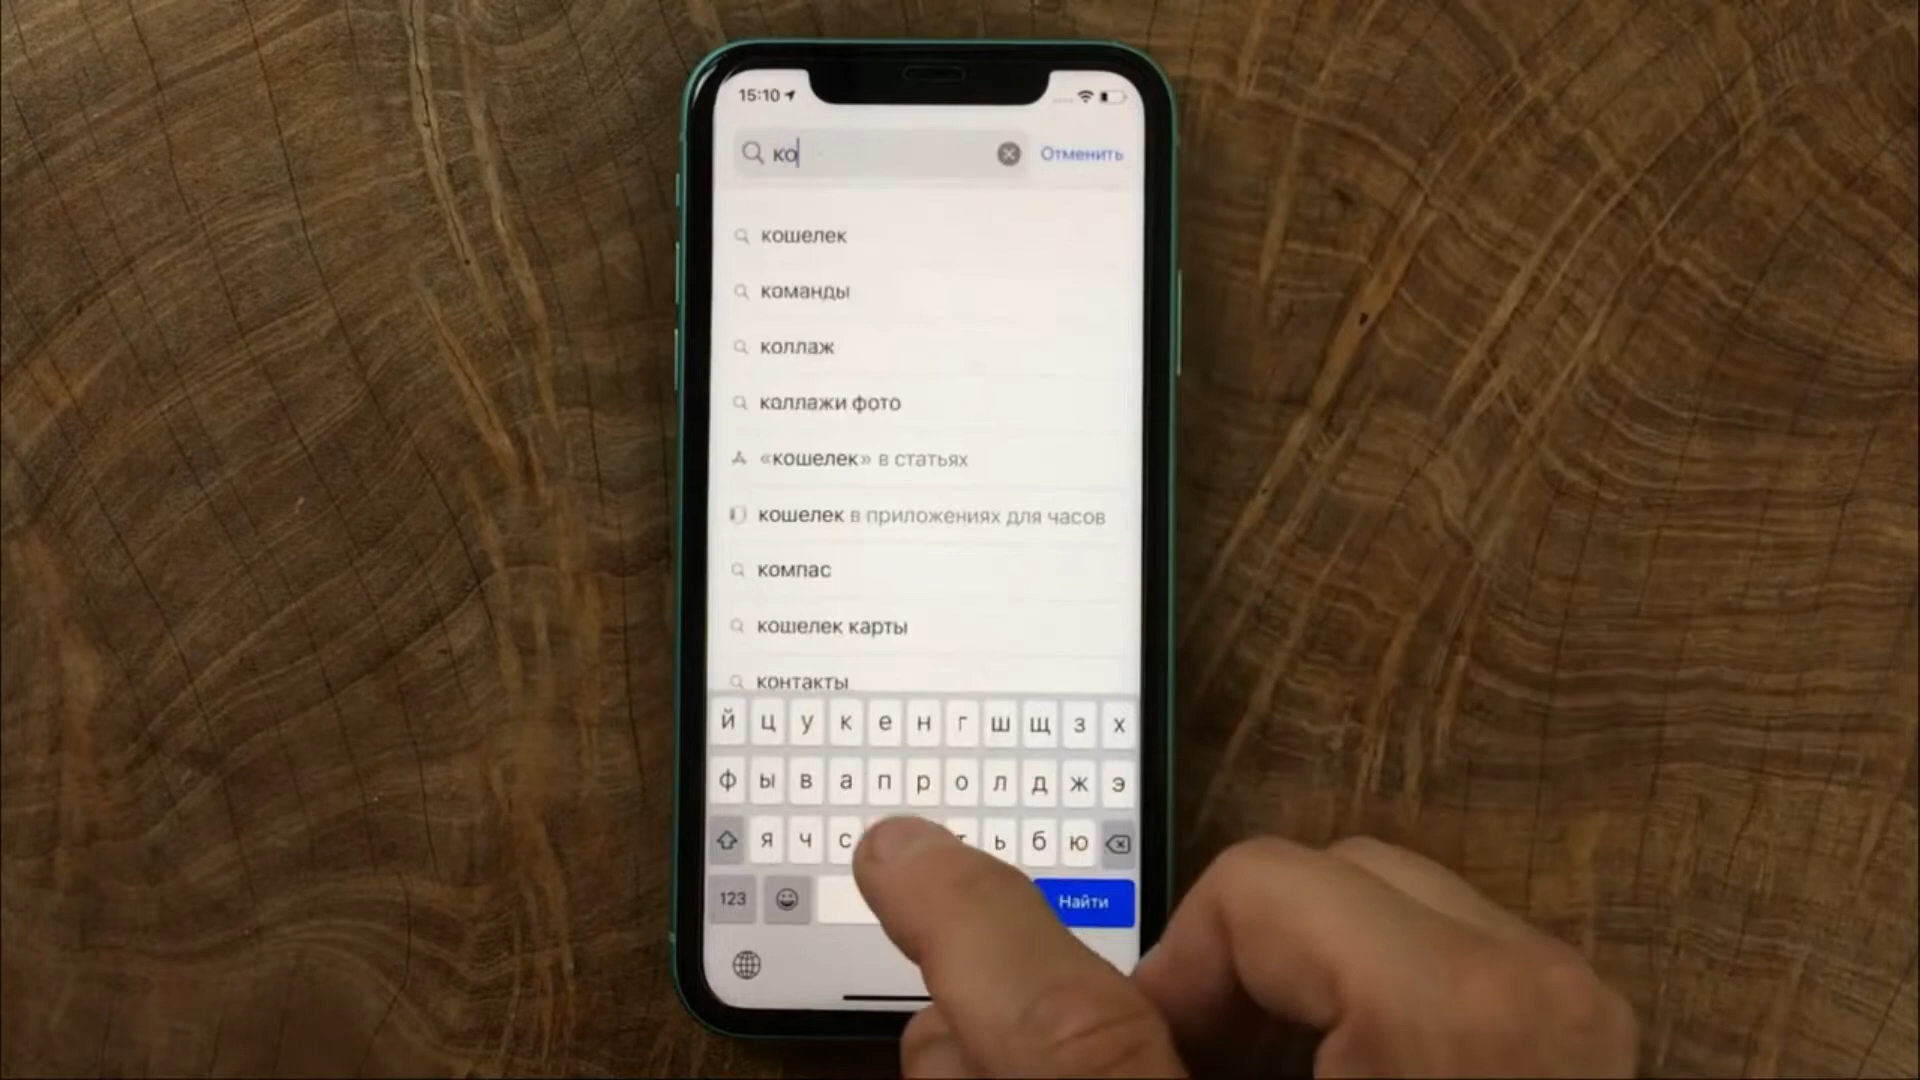 15:10
ко
Отменить
кошелек
команды
коллаж
коллажи фото
«кошелек» в статьях
кошелек в приложениях для часов
компас
кошелек карты
контакты
й ц у к е н г ш щ з х
ф ы в а п р о л д ж э
я ч с т ь б ю
123
Найти